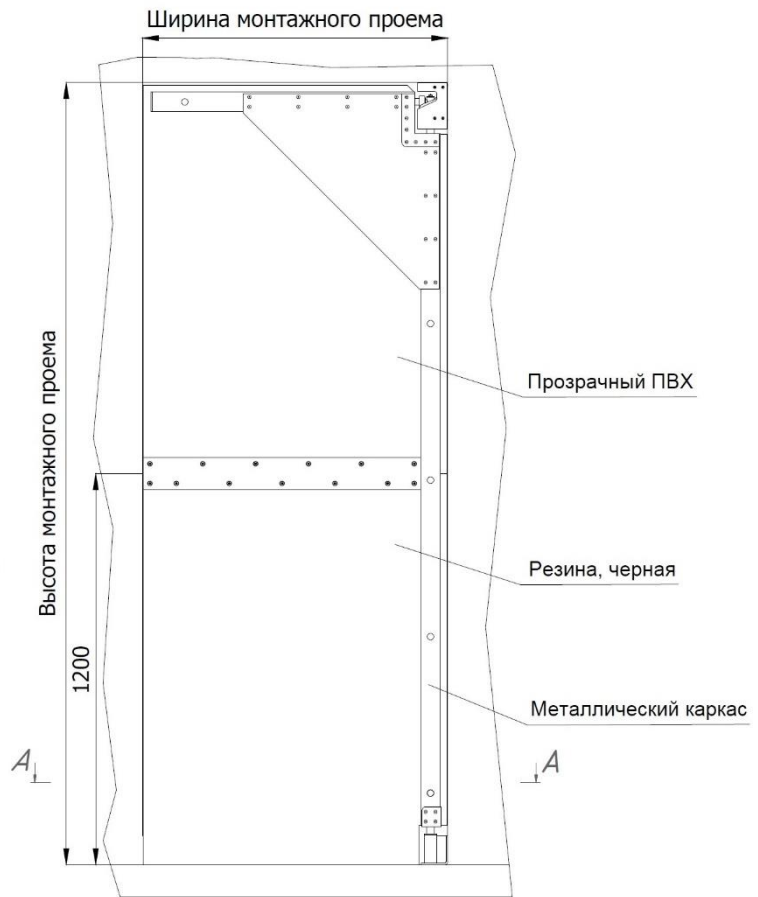 Ширина монтажного проема
Высота монтажного проема
Прозрачный ПВХ
Резина, черная
1200
Металлический каркас
A
A